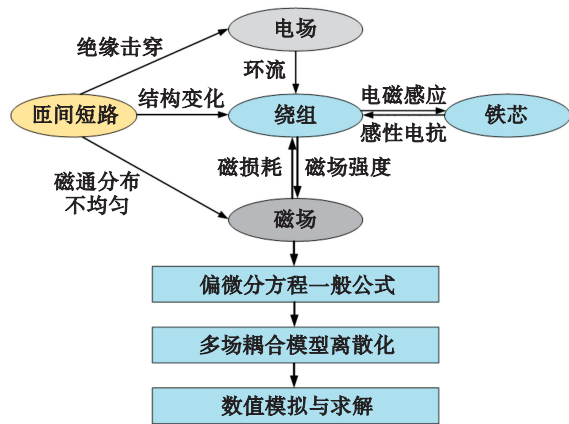 电场
绝缘击穿
环流
匝间短路
结构变化
绕组
电磁感应
感性电抗
铁芯
磁损耗
磁场强度
磁通分布
不均匀
磁场
偏微分方程一般公式
多场耦合模型离散化
数值模拟与求解